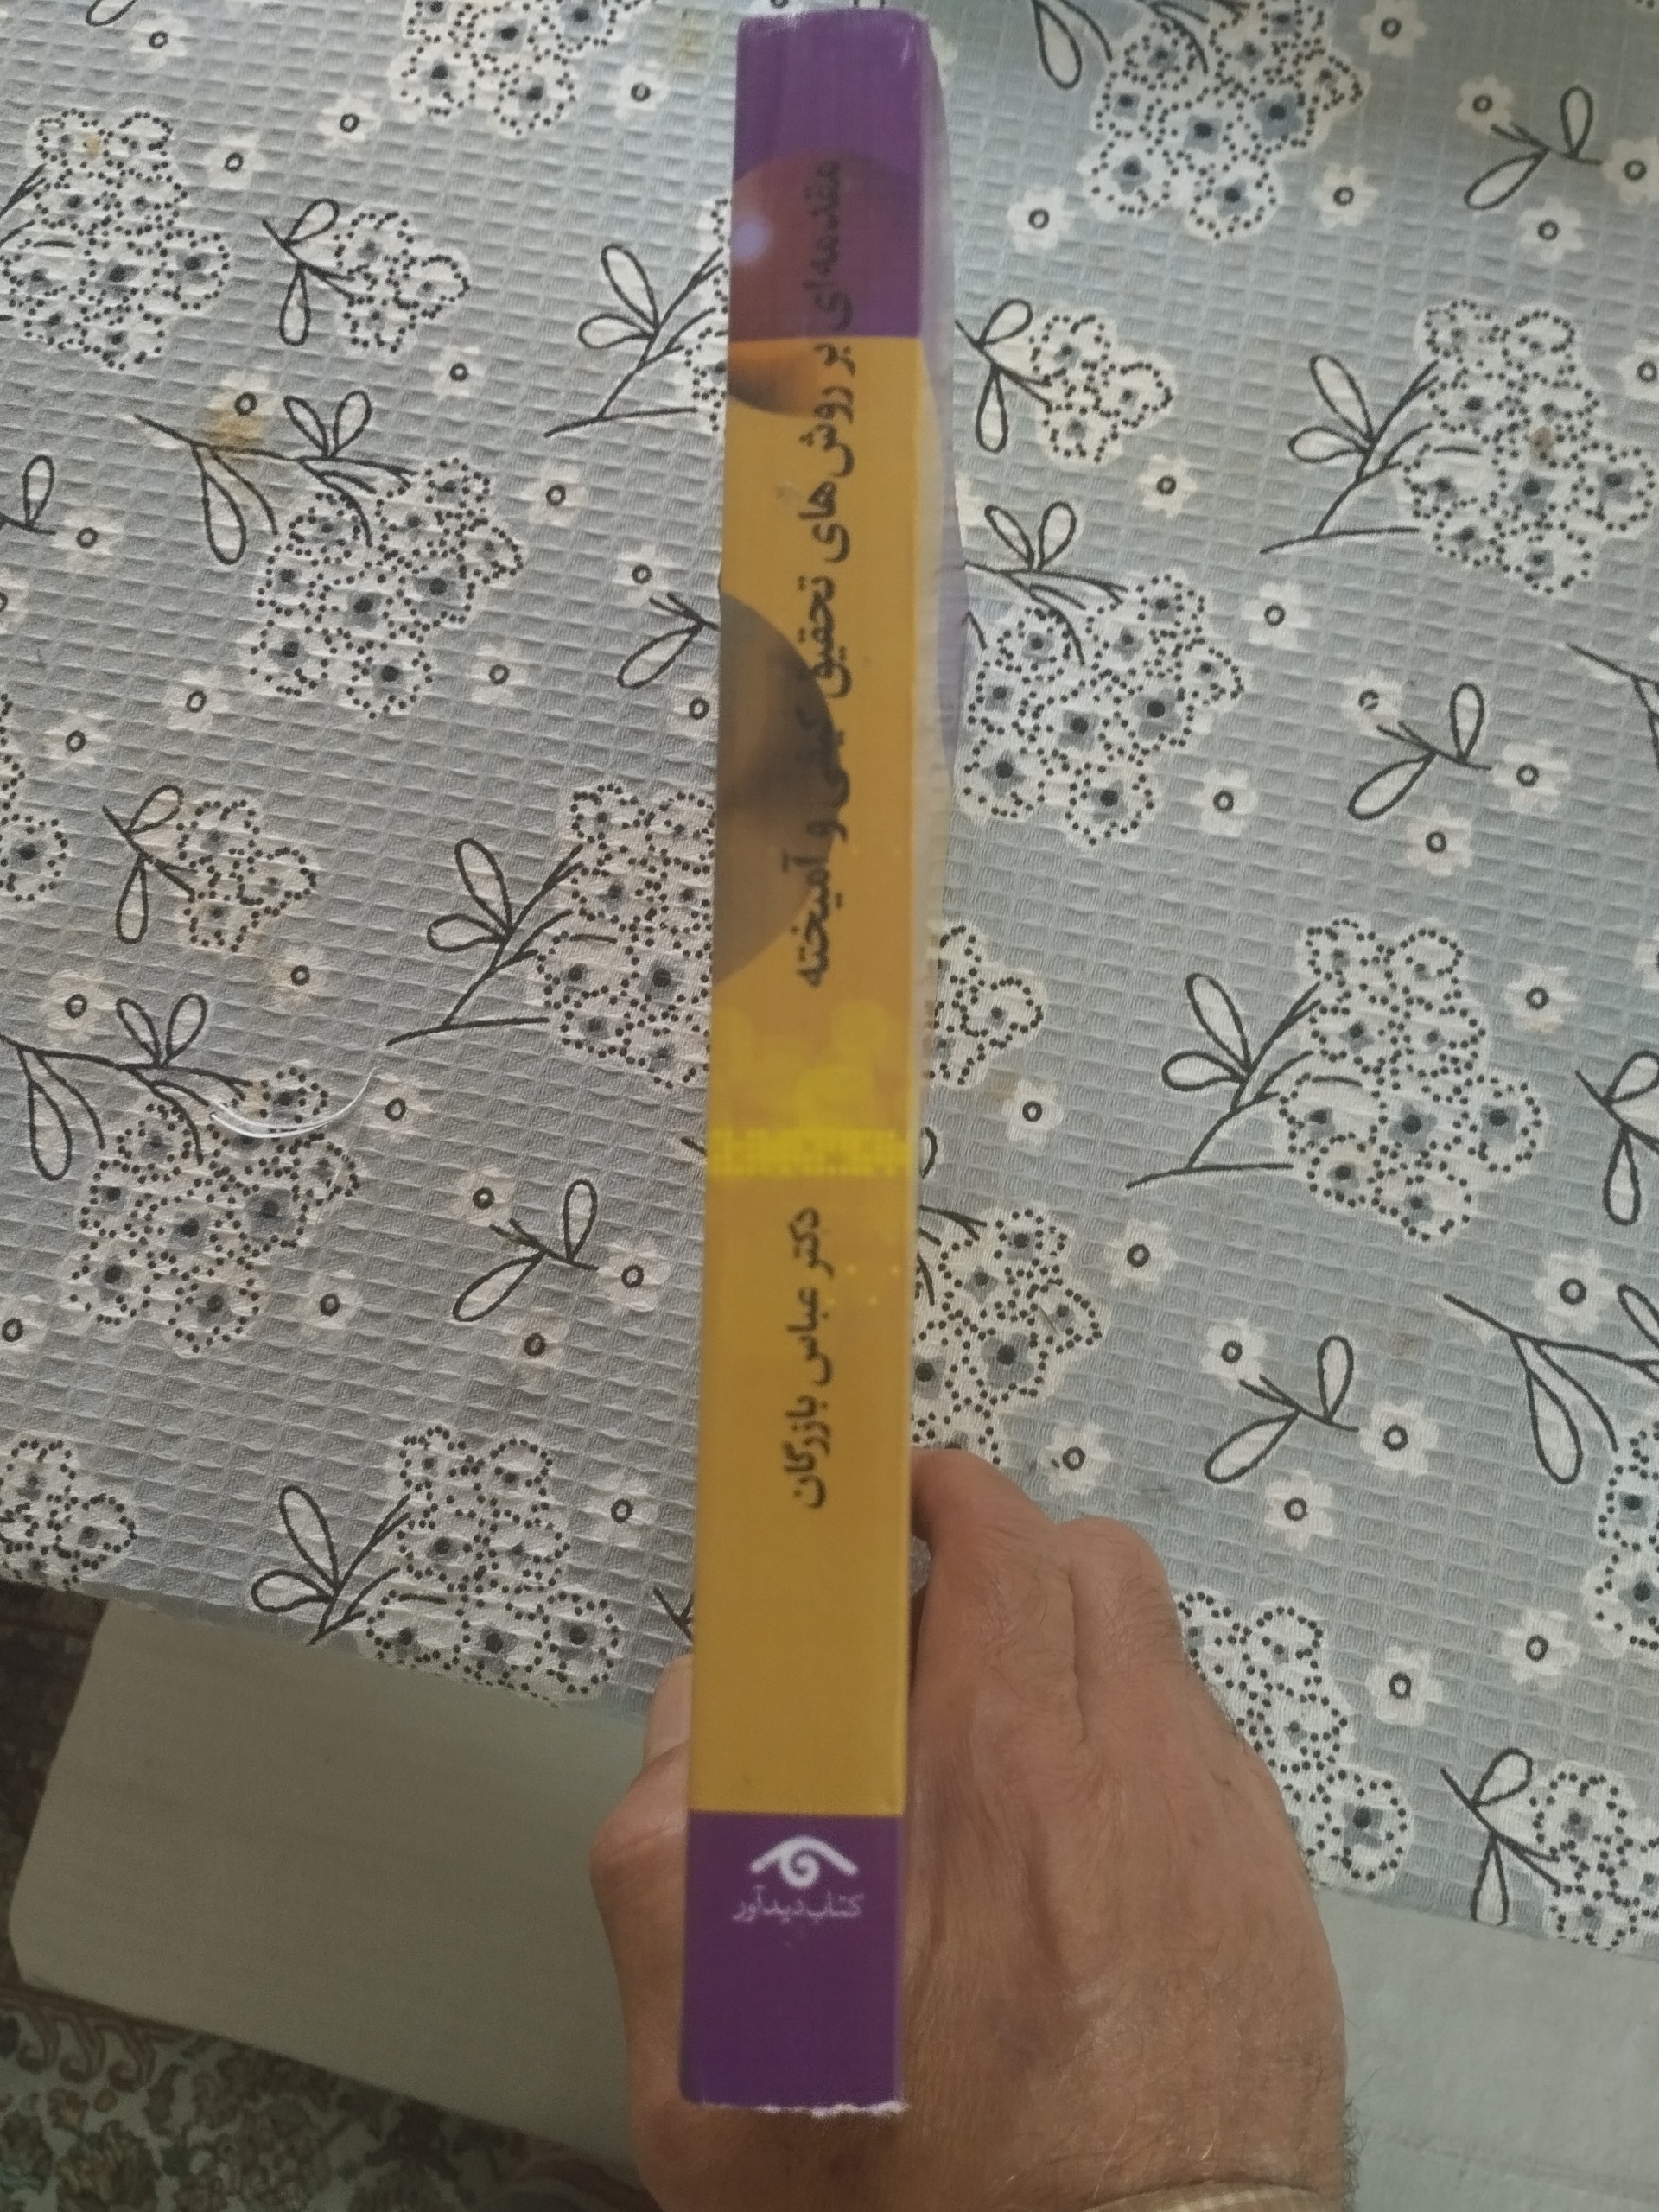 مقدمه‌ای بر روش‌های تحقیق کیفی و آمیخته
دکتر عباس بازرگان
کتاب دیدآور